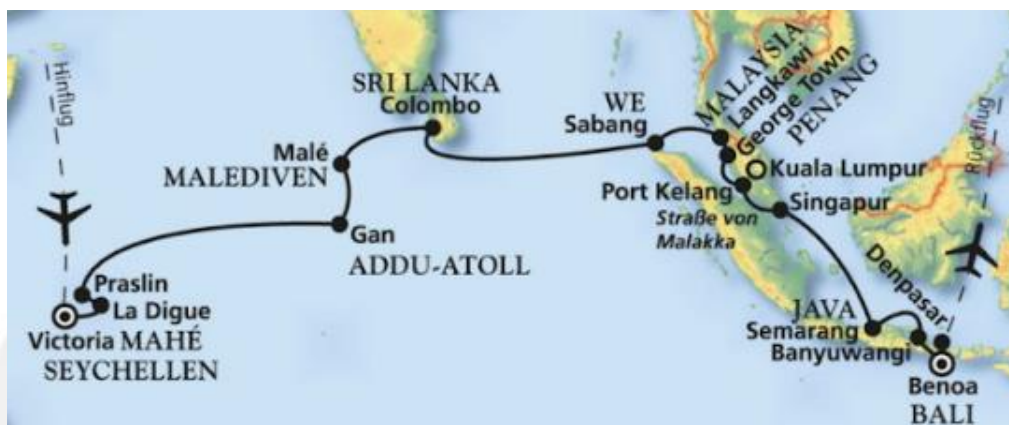 Hinflug
SRI LANKA
Colombo
Malé
MALEDIVEN
Gan
ADDU-ATOLL
Praslin
La Digue
Victoria MAHÉ
SEYCHELLEN
WE
Sabang
MALAYSIA
Langkawi
George Town
PENANG
Kuala Lumpur
Port Kelang
Singapur
Straße von
Malakka
Rückflug
Denpasar
JAVA
Semarang
Banyuwangi
Benoa
BALI